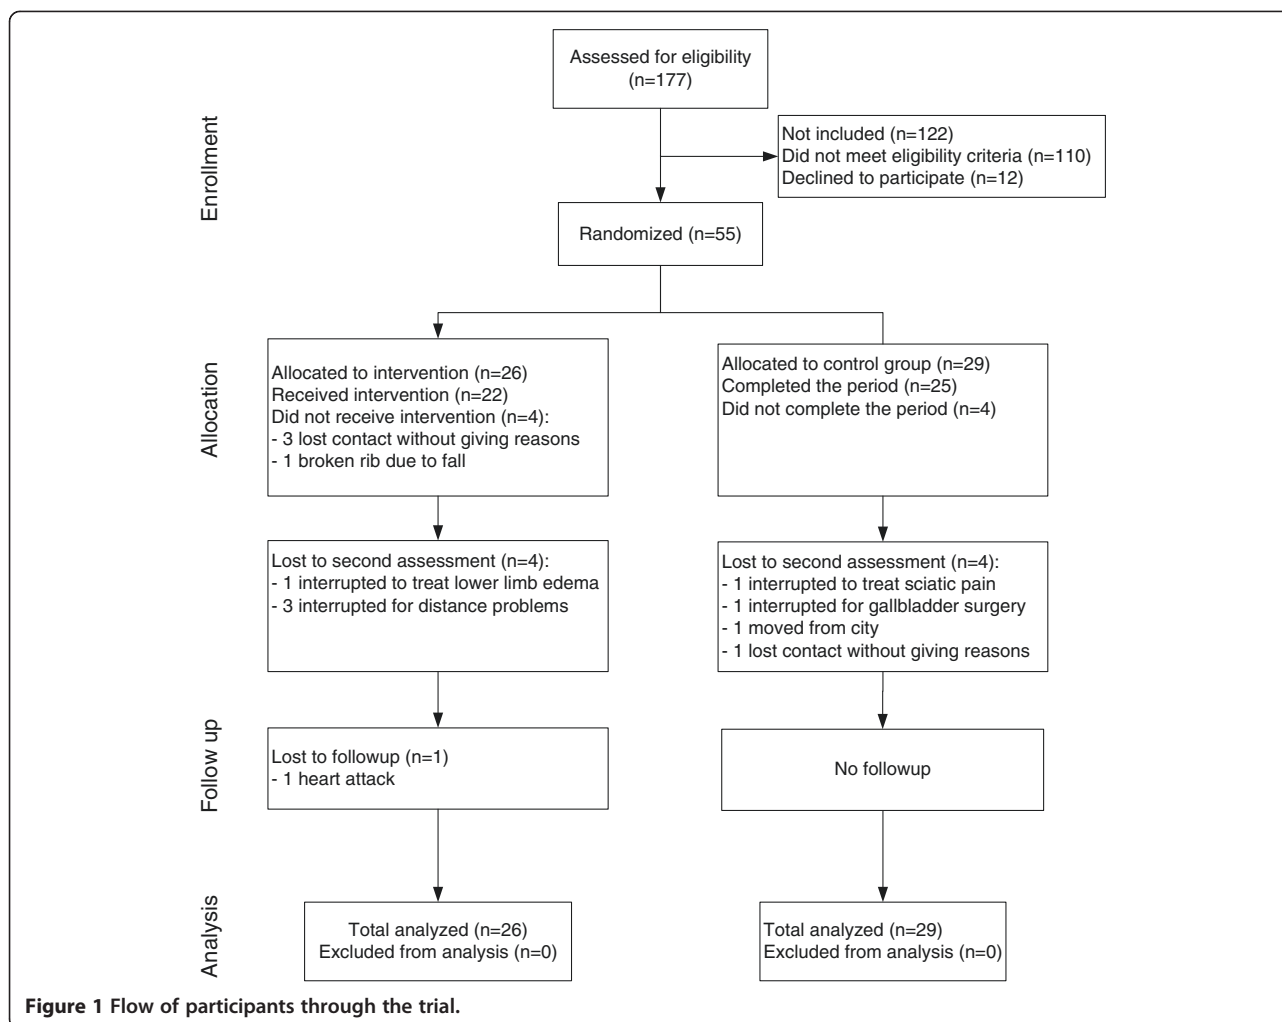 Enrollment
Assessed for eligibility
(n=177)
Not included (n=122)
Did not meet eligibility criteria (n=110)
Declined to participate (n=12)
Randomized (n=55)
Allocation
Allocated to intervention (n=26)
Received intervention (n=22)
Did not receive intervention (n=4):
- 3 lost contact without giving reasons
- 1 broken rib due to fall
Allocated to control group (n=29)
Completed the period (n=25)
Did not complete the period (n=4)
Lost to second assessment (n=4):
- 1 interrupted to treat lower limb edema
- 3 interrupted for distance problems
Lost to second assessment (n=4):
- 1 interrupted to treat sciatic pain
- 1 interrupted for gallbladder surgery
- 1 moved from city
- 1 lost contact without giving reasons
Follow up
Lost to followup (n=1)
- 1 heart attack
No followup
Analysis
Total analyzed (n=26)
Excluded from analysis (n=0)
Total analyzed (n=29)
Excluded from analysis (n=0)
Figure 1 Flow of participants through the trial.